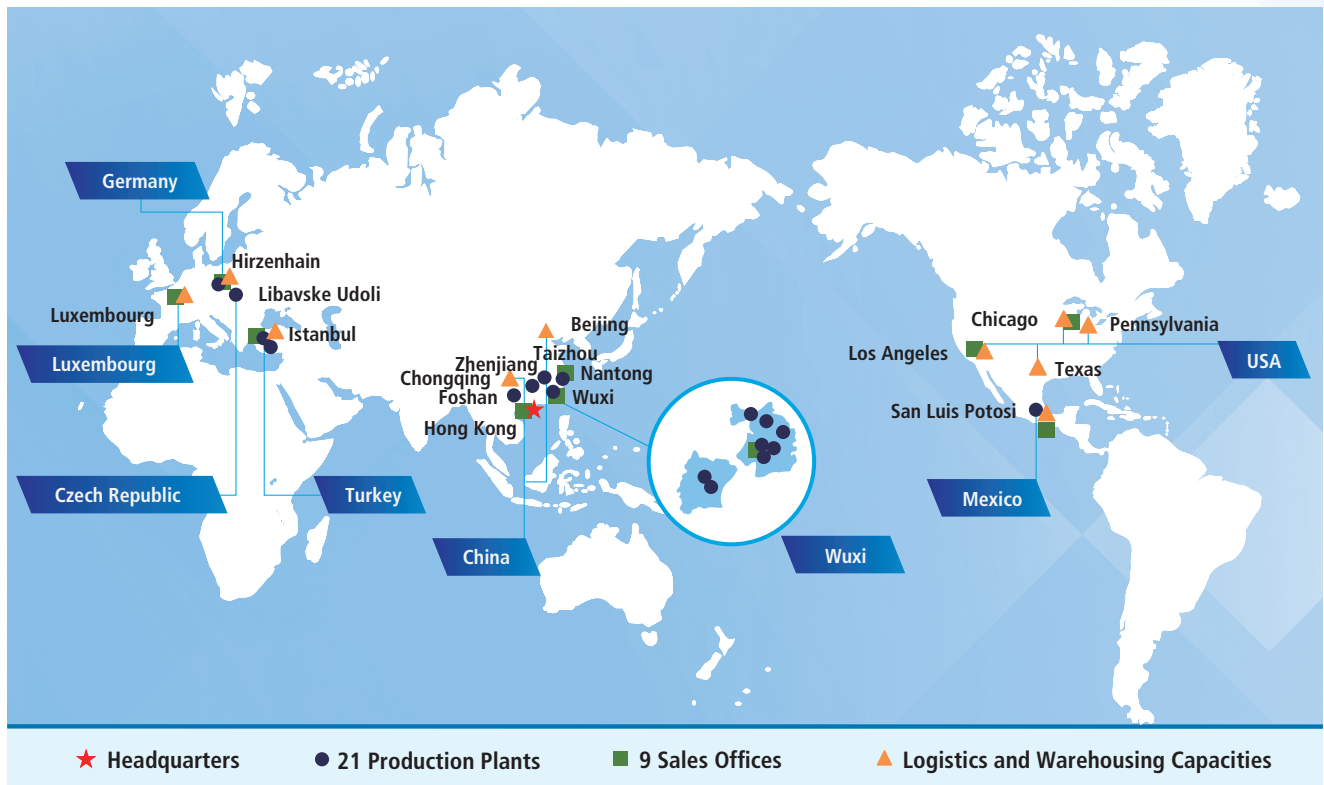 Germany
Hirzenhain
Libavske Udoli
Luxembourg
Istanbul
Luxembourg
Czech Republic
Turkey
Beijing
Taizhou
Zhenjiang
Nantong
Chongqing
Foshan
Wuxi
Hong Kong
China
Wuxi
Chicago
Pennsylvania
Los Angeles
Texas
USA
San Luis Potosi
Mexico
Headquarters
21 Production Plants
9 Sales Offices
Logistics and Warehousing Capacities